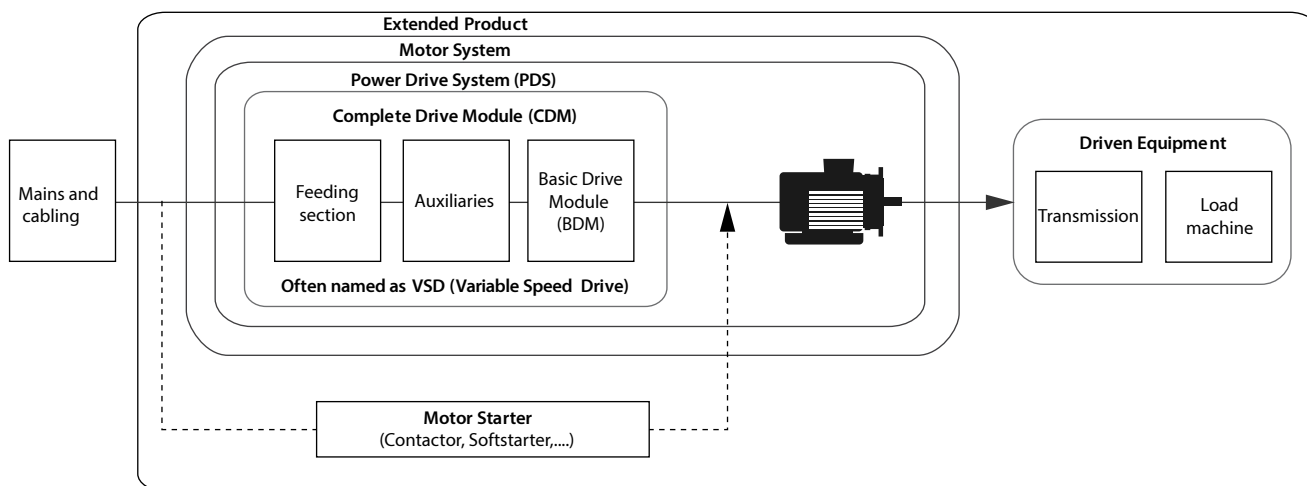 Extended Product
Motor System
Power Drive System (PDS)
Complete Drive Module (CDM)
Mains and
cabling
Feeding
section
Auxiliaries
Basic Drive
Module
(BDM)
Often named as VSD (Variable Speed Drive)
Driven Equipment
Transmission
Load
machine
Motor Starter
(Contactor, Softstarter,....)